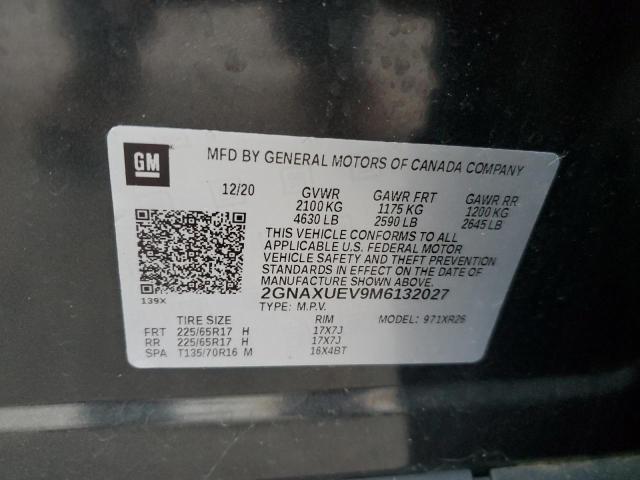 GM
MFD BY GENERAL MOTORS OF CANADA COMPANY
12/20 GVWR GAWR FRT GAWR RR
2100 KG 1175 KG 1200 KG
4630 LB 2590 LB 2645 LB
THIS VEHICLE CONFORMS TO ALL
APPLICABLE U.S. FEDERAL MOTOR
VEHICLE SAFETY AND THEFT PREVENTION
STANDARDS IN EFFECT ON THE DATE OF
MANUFACTURE SHOWN ABOVE.
139X 2GNAXUEV9M6132027
TYPE: M.P.V. MODEL: 971XR26
TIRE SIZE RIM
FRT 225/65R17 H 17X7J
RR 225/65R17 H 17X7J
SPA T135/70R16 M 16X4BT